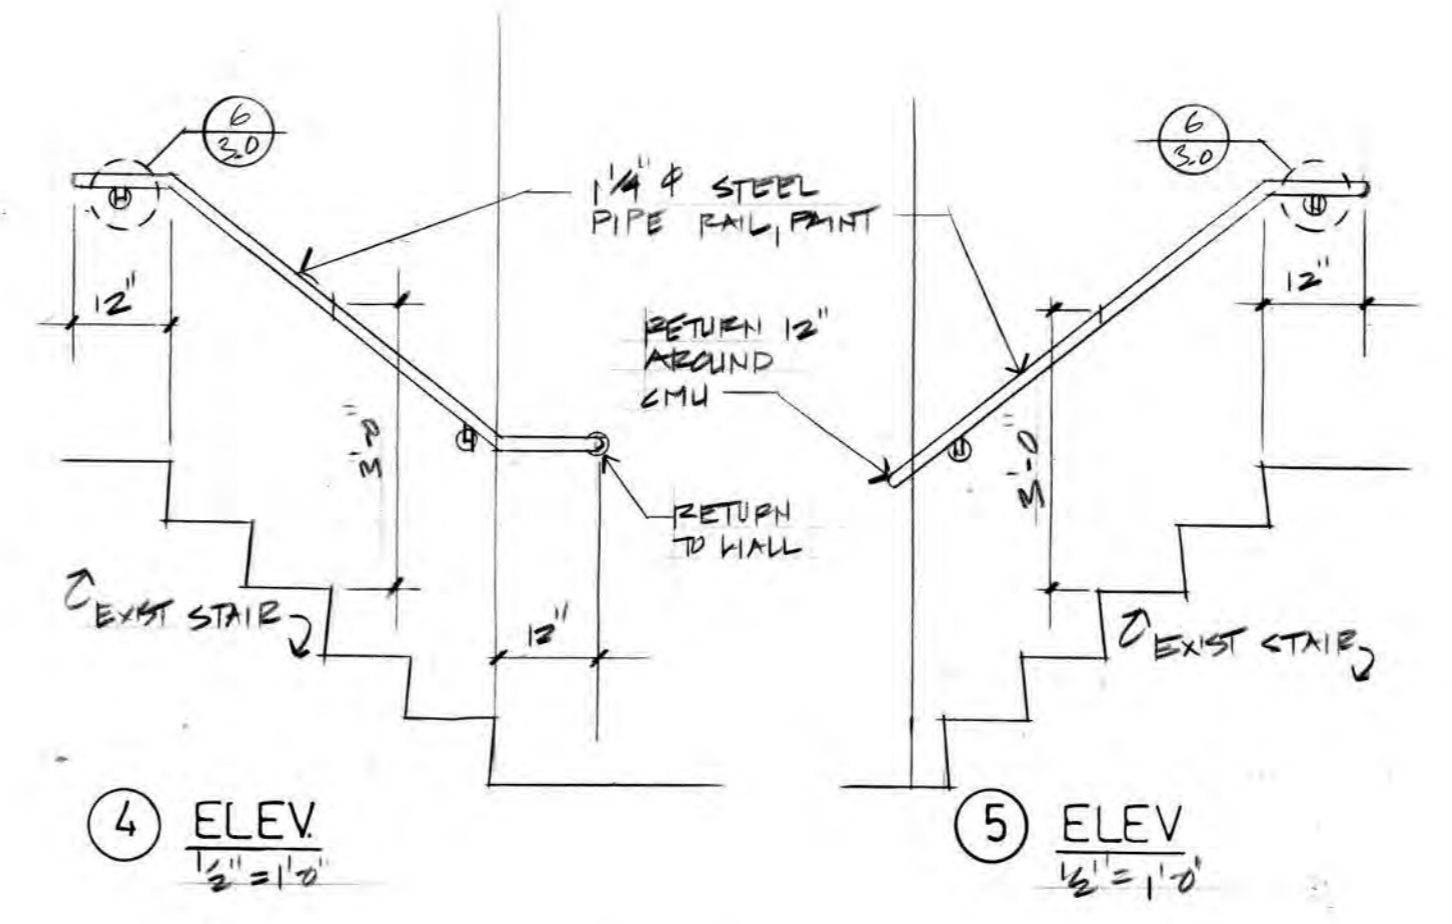 6
3.0
6
3.0
1 1/4" ⌀ STEEL
PIPE RAIL, PAINT
12"
12"
RETURN 12"
AROUND
CMU
3'-0"
3'-0"
RETURN
TO WALL
EXIST STAIR
12"
EXIST STAIR
4 ELEV.
1/2" = 1'-0"
5 ELEV
1/2" = 1'-0"